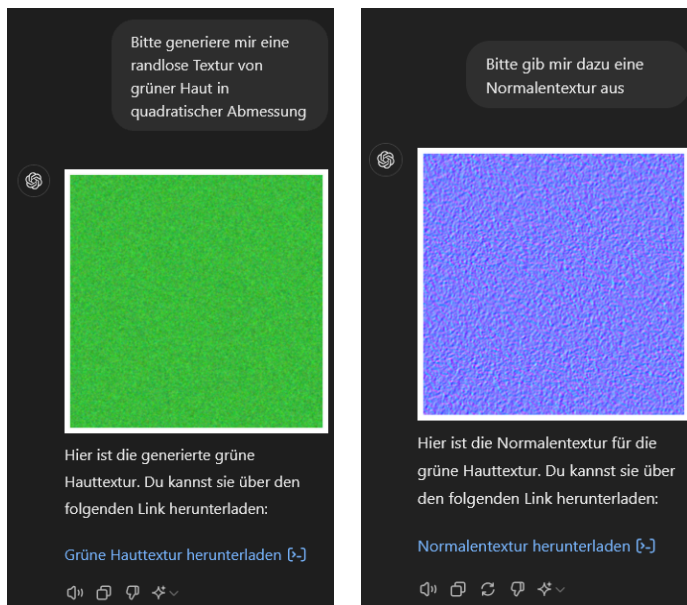 Bitte generiere mir eine
randlose Textur von
grüner Haut in
quadratischer Abmessung
Hier ist die generierte grüne
Hauttextur. Du kannst sie über den
folgenden Link herunterladen:
Grüne Hauttextur herunterladen [>-]
Bitte gib mir dazu eine
Normalentextur aus
Hier ist die Normalentextur für die
grüne Hauttextur. Du kannst sie über
den folgenden Link herunterladen:
Normalentextur herunterladen [>-]